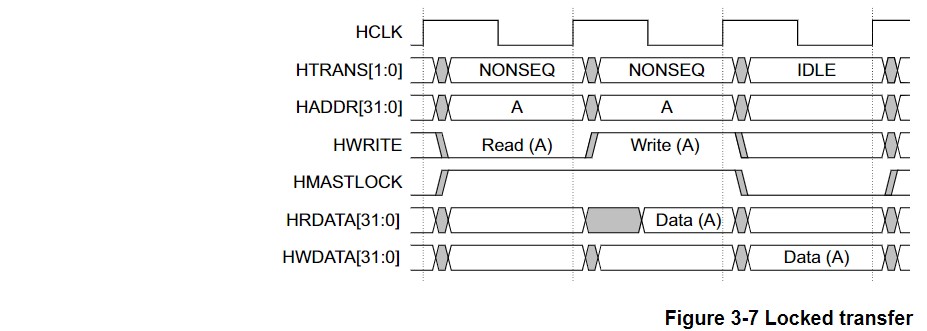 HCLK
HTRANS[1:0] NONSEQ NONSEQ IDLE
HADDR[31:0] A A
HWRITE Read (A) Write (A)
HMASTLOCK
HRDATA[31:0] Data (A)
HWDATA[31:0] Data (A)
Figure 3-7 Locked transfer